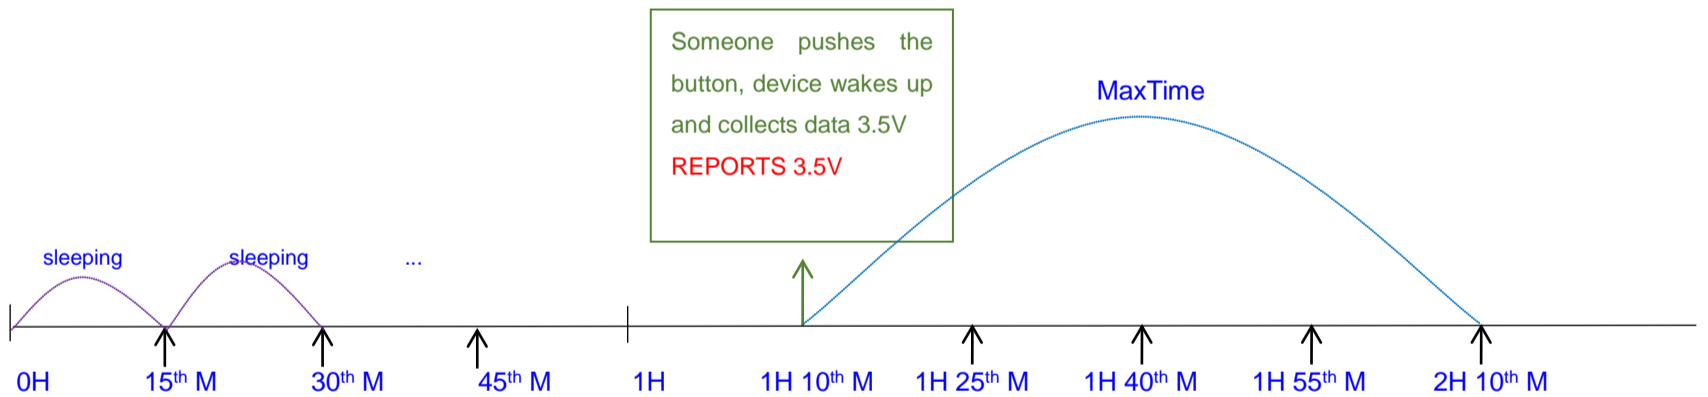 Someone pushes the
button, device wakes up
and collects data 3.5V
REPORTS 3.5V
MaxTime
sleeping
sleeping
...
0H
15th M
30th M
45th M
1H
1H 10th M
1H 25th M
1H 40th M
1H 55th M
2H 10th M